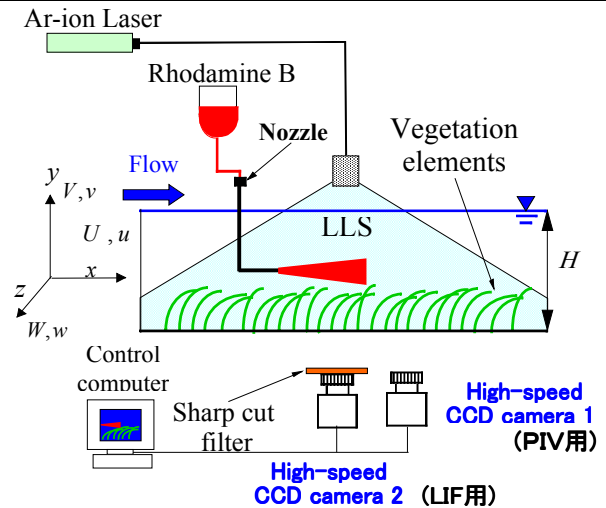 Ar-ion Laser
Rhodamine B
Nozzle
Vegetation
elements
Flow
y
V,v
U,u
x
z
W,w
LLS
H
Control
computer
Sharp cut
filter
High-speed
CCD camera 1
(PIV用)
High-speed
CCD camera 2 (LIF用)